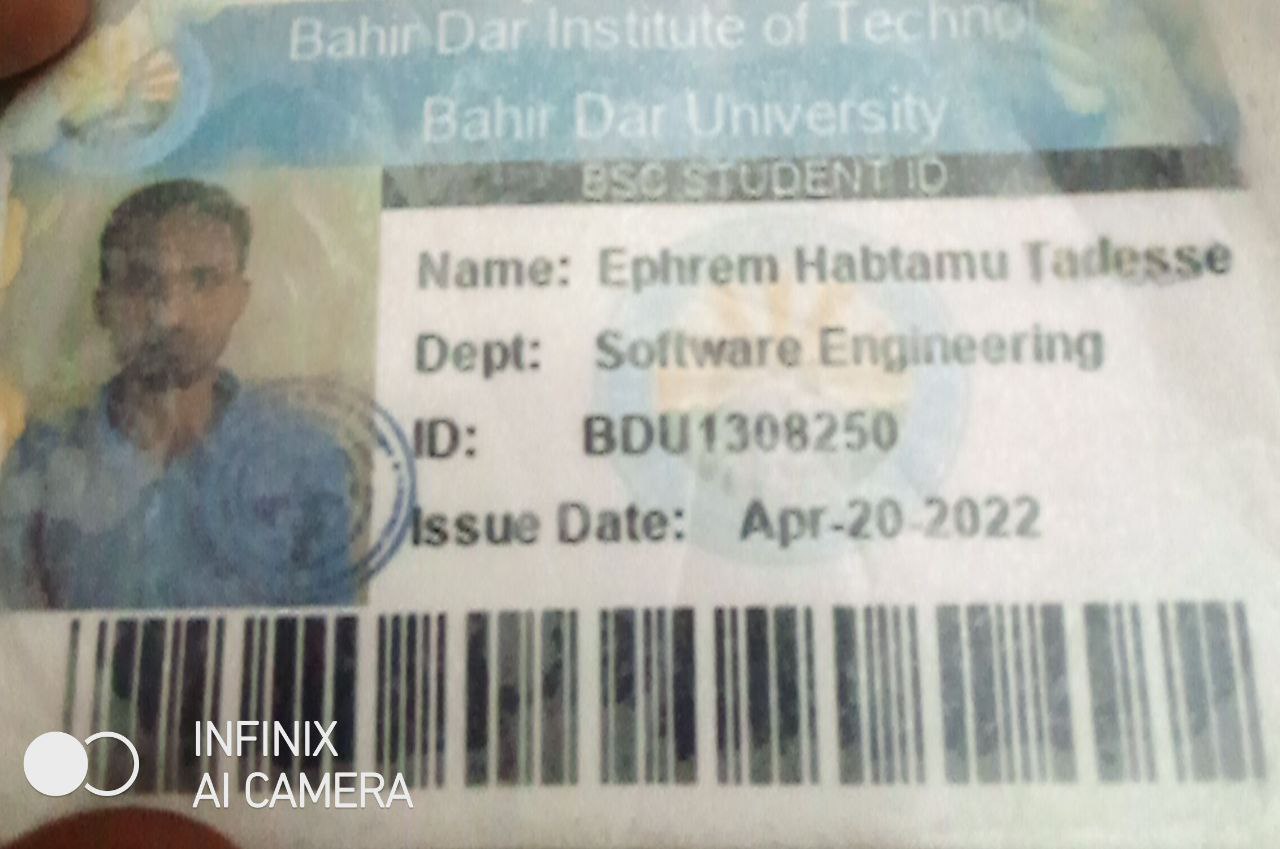 Bahir Dar Institute of Technol
Bahir Dar University
BSC STUDENT ID
Name: Ephrem Habtamu Tadesse
Dept: Software Engineering
ID: BDU1308250
Issue Date: Apr-20-2022
INFINIX
AI CAMERA